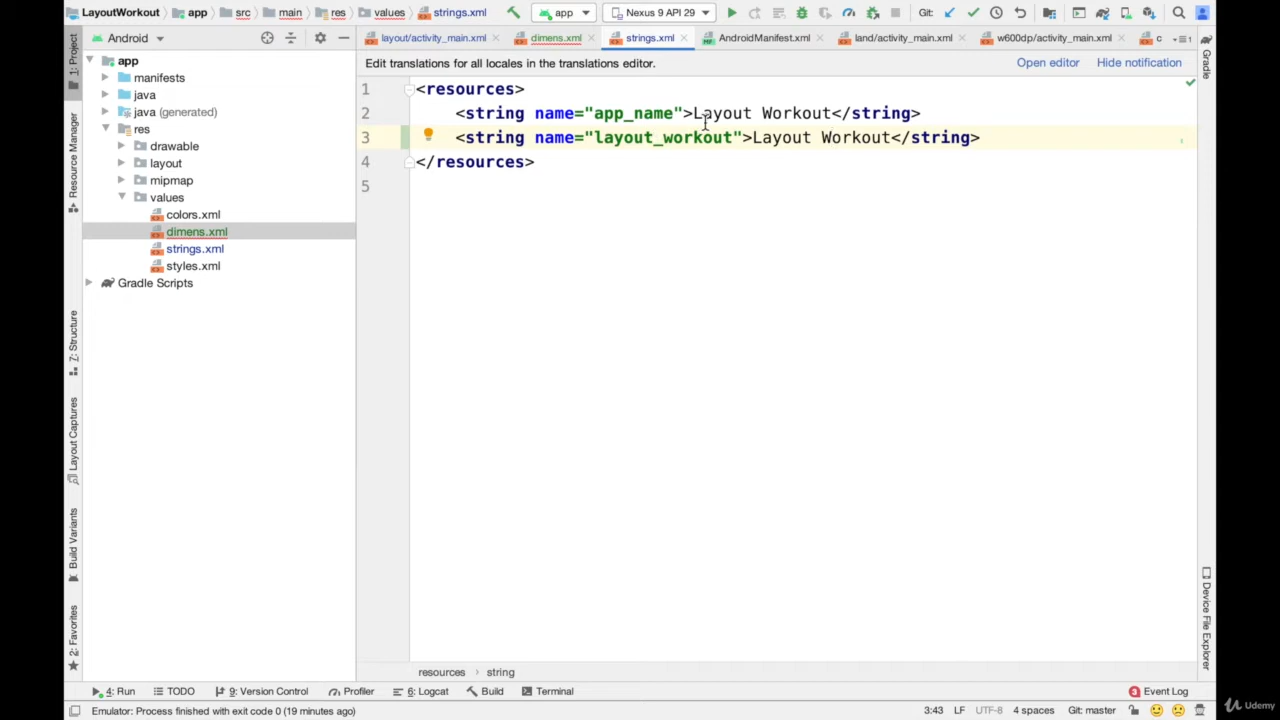 LayoutWorkout app src main res values strings.xml app Nexus 9 API 29 Git:
1: Project
Android
layout/activity_main.xml dimens.xml strings.xml AndroidManifest.xml land/activity_main.xml w600dp/activity_main.xml c
Gradle
Edit translations for all locales in the translations editor. Open editor Hide notification
app
manifests
java
java (generated)
res
drawable
layout
mipmap
values
colors.xml
dimens.xml
strings.xml
styles.xml
Gradle Scripts
1 <resources>
2 <string name="app_name">Layout Workout</string>
3 <string name="layout_workout">Layout Workout</string>
4 </resources>
5
Resource Manager
7: Structure
Layout Captures
Build Variants
2: Favorites
Device File Explorer
resources › string
4: Run TODO 9: Version Control Profiler 6: Logcat Build Terminal 3 Event Log
Emulator: Process finished with exit code 0 (19 minutes ago) 3:43 LF UTF-8 4 spaces Git: master
Udemy